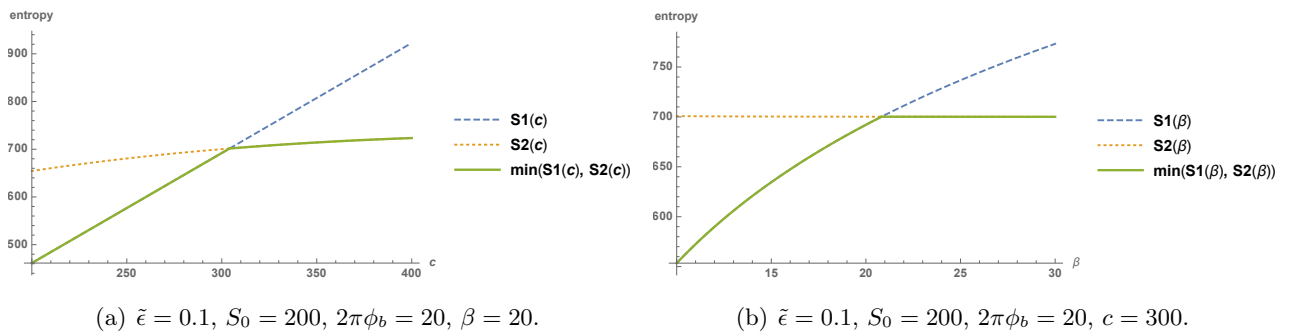 entropy
900
800
700
600
500
250
300
350
400
c
S1(c)
S2(c)
min(S1(c), S2(c))
(a) ϵ̃ = 0.1, S₀ = 200, 2πϕ_b = 20, β = 20.
entropy
750
700
650
600
15
20
25
30
β
S1(β)
S2(β)
min(S1(β), S2(β))
(b) ϵ̃ = 0.1, S₀ = 200, 2πϕ_b = 20, c = 300.